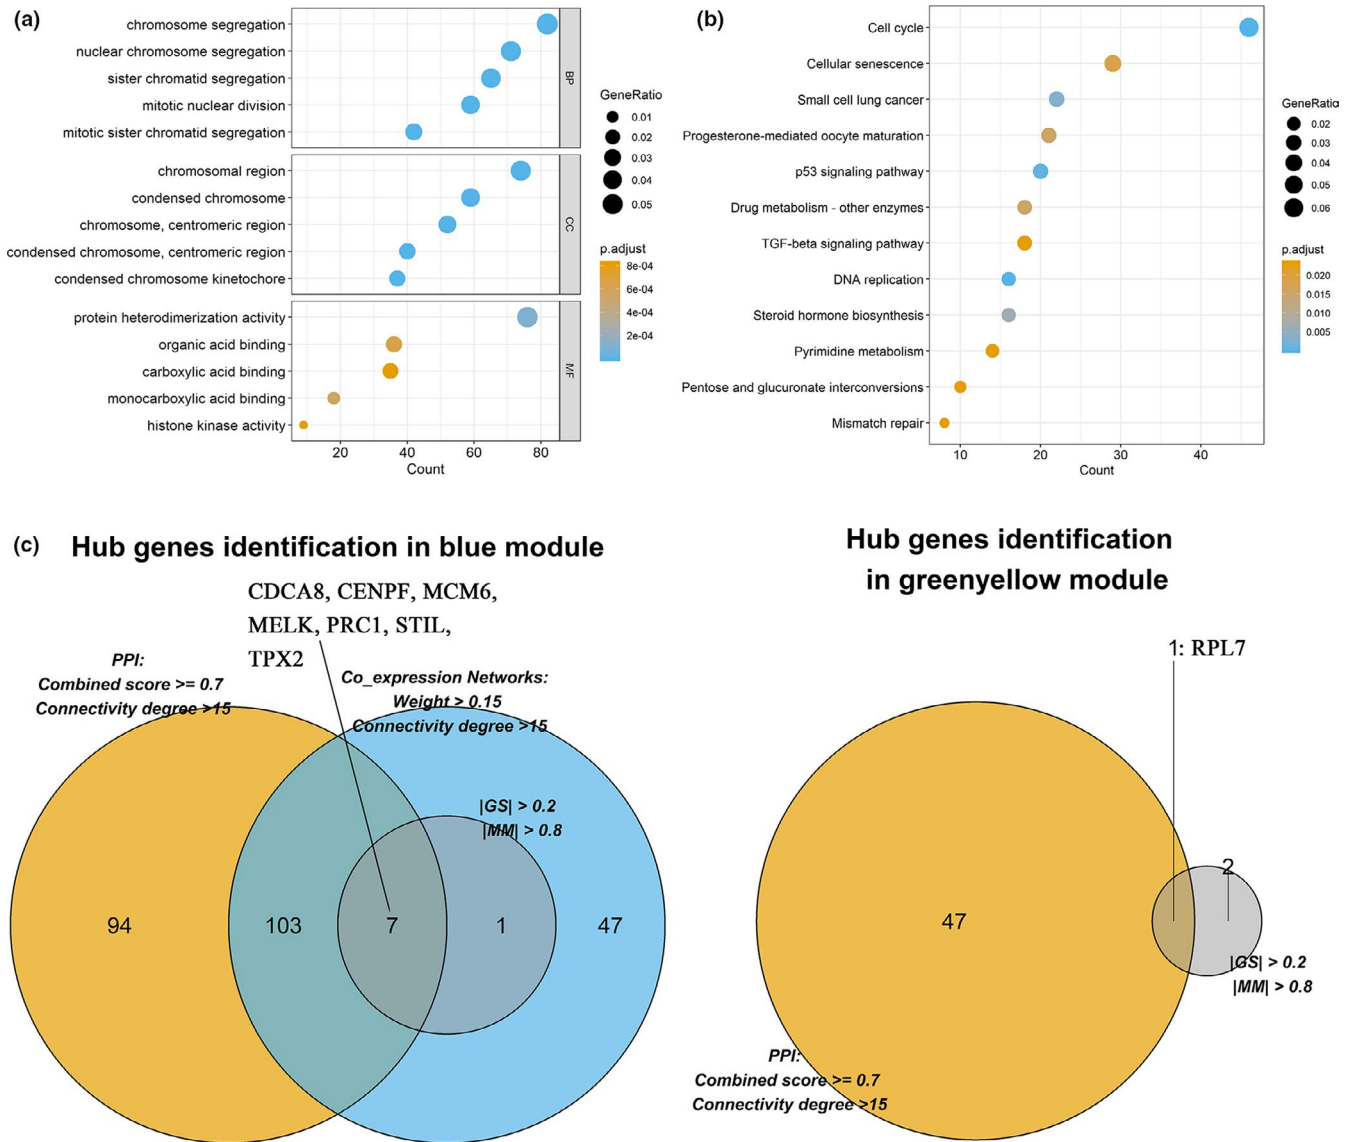 (a)
chromosome segregation
nuclear chromosome segregation
sister chromatid segregation
mitotic nuclear division
mitotic sister chromatid segregation
BP
chromosomal region
condensed chromosome
chromosome, centromeric region
condensed chromosome, centromeric region
condensed chromosome kinetochore
CC
protein heterodimerization activity
organic acid binding
carboxylic acid binding
monocarboxylic acid binding
histone kinase activity
MF
20 40 60 80
Count
GeneRatio
0.01
0.02
0.03
0.04
0.05
p.adjust
8e-04
6e-04
4e-04
2e-04
(b)
Cell cycle
Cellular senescence
Small cell lung cancer
Progesterone-mediated oocyte maturation
p53 signaling pathway
Drug metabolism - other enzymes
TGF-beta signaling pathway
DNA replication
Steroid hormone biosynthesis
Pyrimidine metabolism
Pentose and glucuronate interconversions
Mismatch repair
10 20 30 40
Count
GeneRatio
0.02
0.03
0.04
0.05
0.06
p.adjust
0.020
0.015
0.010
0.005
(c)
Hub genes identification in blue module
CDCA8, CENPF, MCM6,
MELK, PRC1, STIL,
TPX2
PPI:
Combined score >= 0.7
Connectivity degree >15
Co_expression Networks:
Weight > 0.15
Connectivity degree >15
|GS| > 0.2
|MM| > 0.8
94 103 7 1 47
Hub genes identification
in greenyellow module
1: RPL7
2
47
|GS| > 0.2
|MM| > 0.8
PPI:
Combined score >= 0.7
Connectivity degree >15